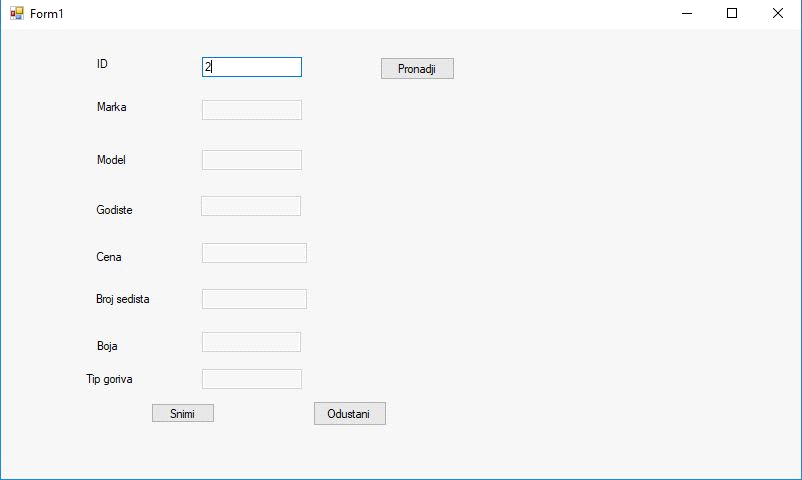 Form1
ID 2 Pronadji
Marka
Model
Godiste
Cena
Broj sedista
Boja
Tip goriva
Snimi Odustani